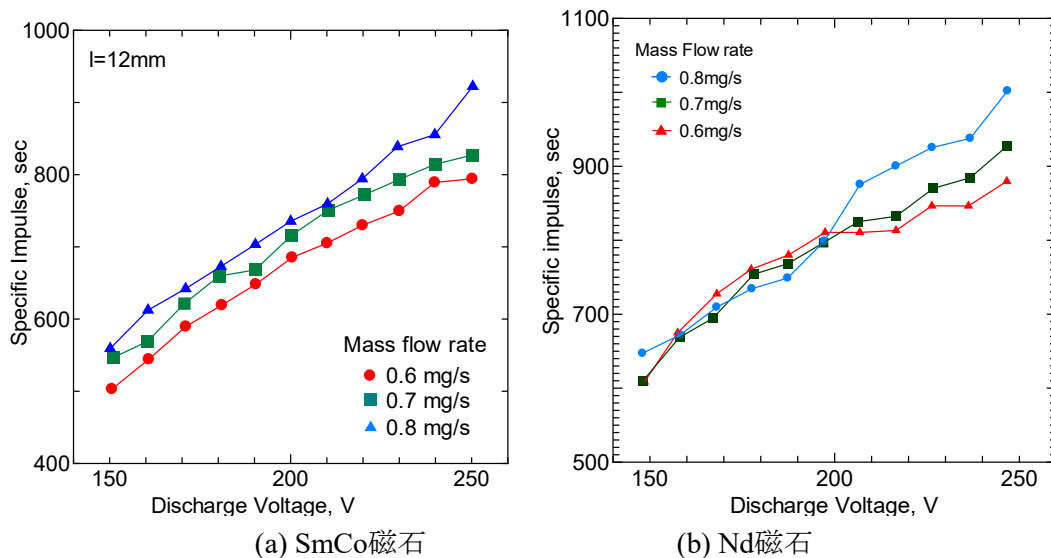 1000
800
600
400
Specific Impulse, sec
l=12mm
Mass flow rate
0.6 mg/s
0.7 mg/s
0.8 mg/s
150
200
250
Discharge Voltage, V
(a) SmCo磁石
1100
900
700
500
Specific impulse, sec
Mass Flow rate
0.8mg/s
0.7mg/s
0.6mg/s
150
200
250
Discharge Voltage, V
(b) Nd磁石